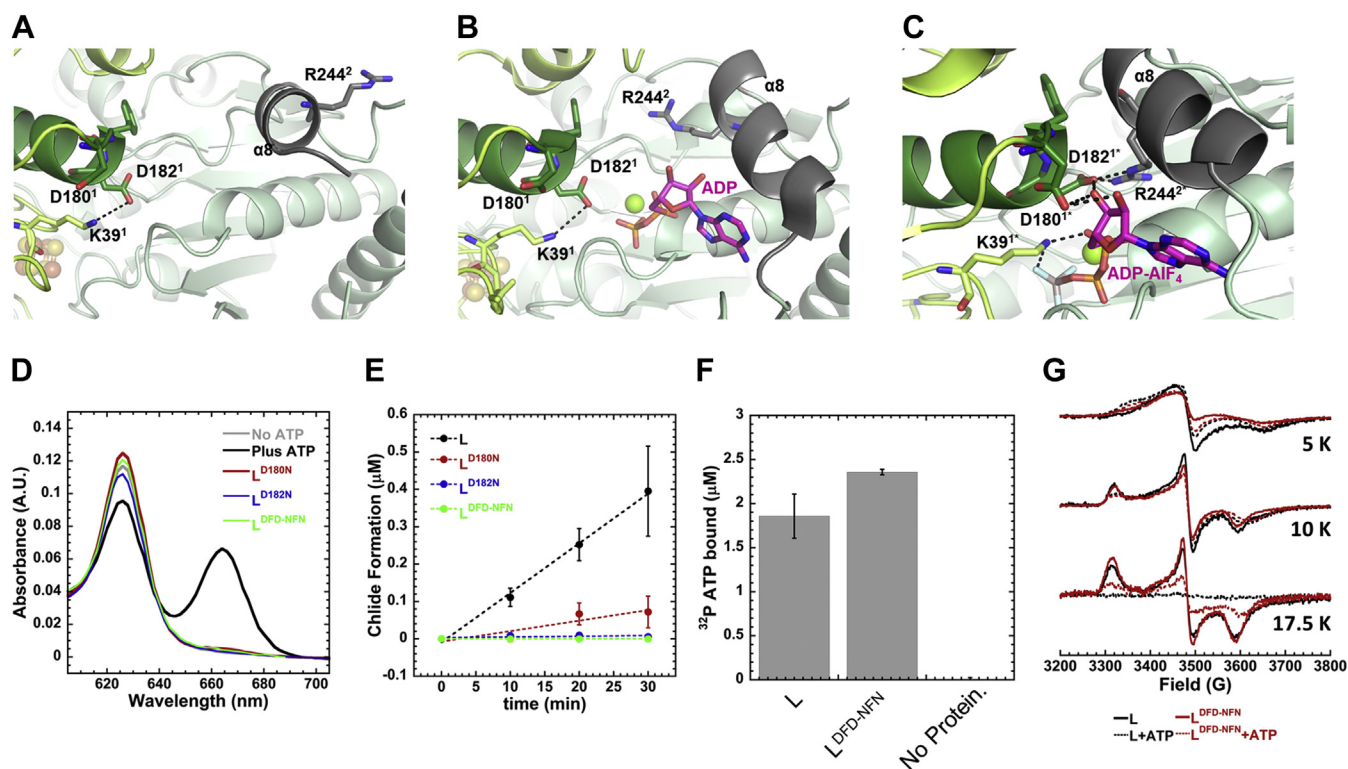 A
R244²
α8
D182¹
D180¹
K39¹
B
α8
R244²
D182¹
D180¹
ADP
K39¹
C
α8
D182¹*
R244²*
D180¹*
K39¹*
ADP-AlF₄
D
Absorbance (A.U.)
0.14
0.12
0.1
0.08
0.06
0.04
0.02
0
620 640 660 680 700
Wavelength (nm)
No ATP
Plus ATP
L^D180N
L^D182N
L^DFD-NFN
E
Chlide Formation (μM)
0.6
0.5
0.4
0.3
0.2
0.1
0
-0.1
0 5 10 15 20 25 30
time (min)
L
L^D180N
L^D182N
L^DFD-NFN
F
³²P ATP bound (μM)
3
2.5
2
1.5
1
0.5
0
L
L^DFD-NFN
No Protein.
G
5 K
10 K
17.5 K
3200 3300 3400 3500 3600 3700 3800
Field (G)
L L^DFD-NFN
L+ATP L^DFD-NFN+ATP